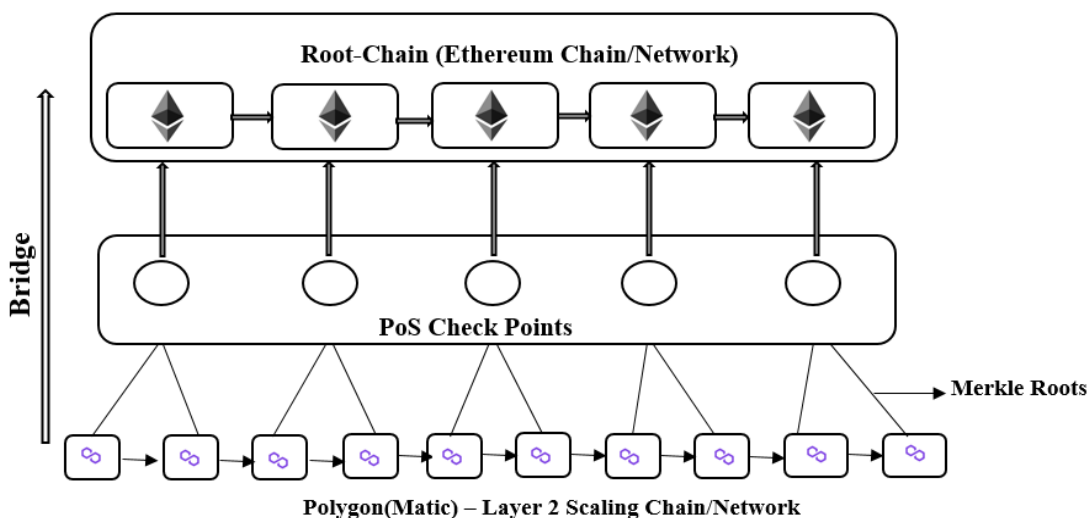 Root-Chain (Ethereum Chain/Network)
Bridge
PoS Check Points
Merkle Roots
Polygon(Matic) – Layer 2 Scaling Chain/Network